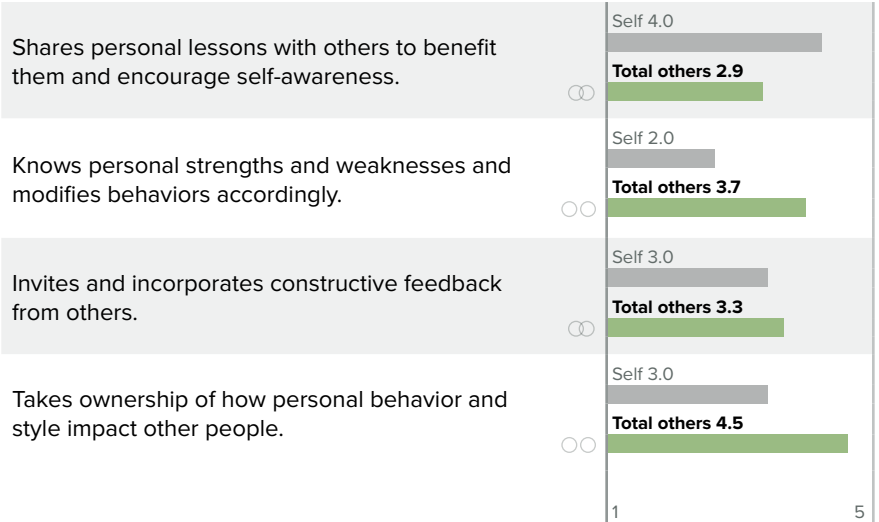 Shares personal lessons with others to benefit
them and encourage self-awareness.
Self 4.0
Total others 2.9
Knows personal strengths and weaknesses and
modifies behaviors accordingly.
Self 2.0
Total others 3.7
Invites and incorporates constructive feedback
from others.
Self 3.0
Total others 3.3
Takes ownership of how personal behavior and
style impact other people.
Self 3.0
Total others 4.5
1 5